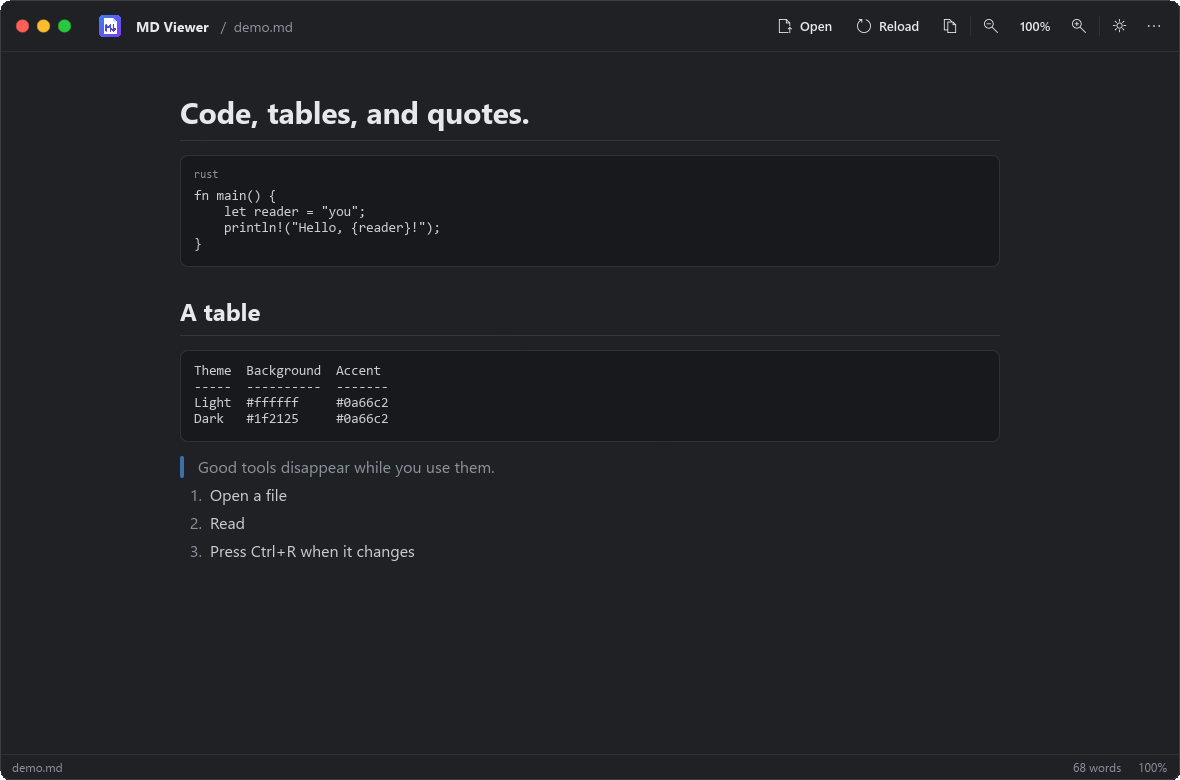 MD Viewer / demo.md Open Reload 100%
Code, tables, and quotes.
rust
fn main() {
    let reader = "you";
    println!("Hello, {reader}!");
}
A table
Theme  Background  Accent
-----  ----------  -------
Light  #ffffff     #0a66c2
Dark   #1f2125     #0a66c2
Good tools disappear while you use them.
1. Open a file
2. Read
3. Press Ctrl+R when it changes
demo.md 68 words 100%